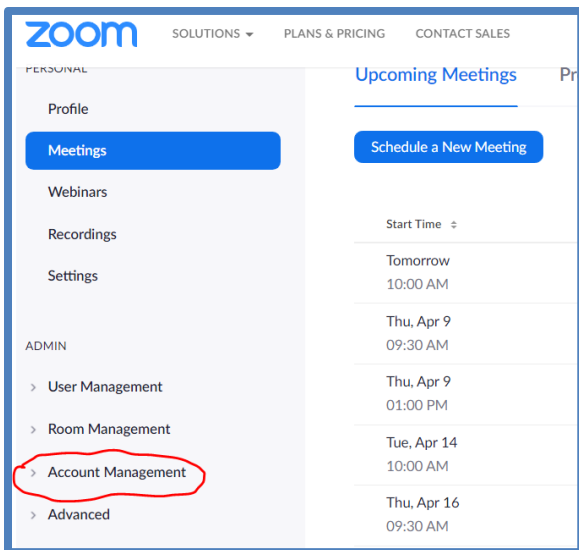 zoom SOLUTIONS PLANS & PRICING CONTACT SALES
PERSONAL
Profile
Meetings
Webinars
Recordings
Settings
ADMIN
User Management
Room Management
Account Management
Advanced
Upcoming Meetings Pr
Schedule a New Meeting
Start Time
Tomorrow
10:00 AM
Thu, Apr 9
09:30 AM
Thu, Apr 9
01:00 PM
Tue, Apr 14
10:00 AM
Thu, Apr 16
09:30 AM